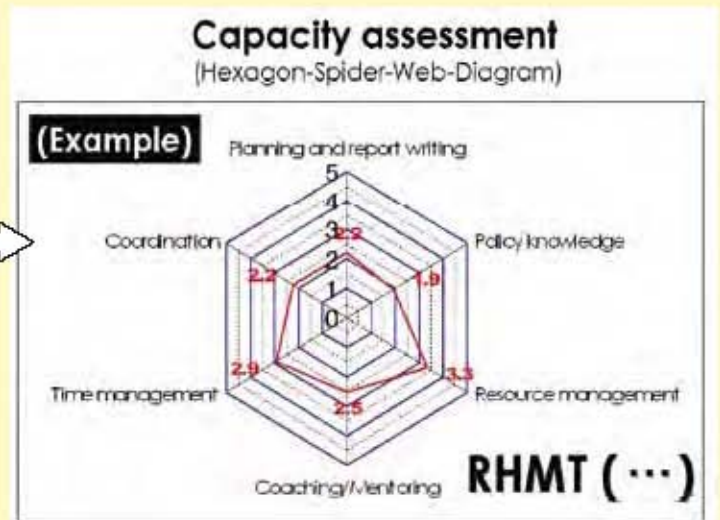 Capacity assessment
(Hexagon-Spider-Web-Diagram)
(Example)
Planning and report writing
5
4
3
2.2
Coordination
Policy knowledge
2
2.2
1.9
1
0
2.9
3.3
Time management
2.5
Resource management
Coaching/Mentoring
RHMT (···)